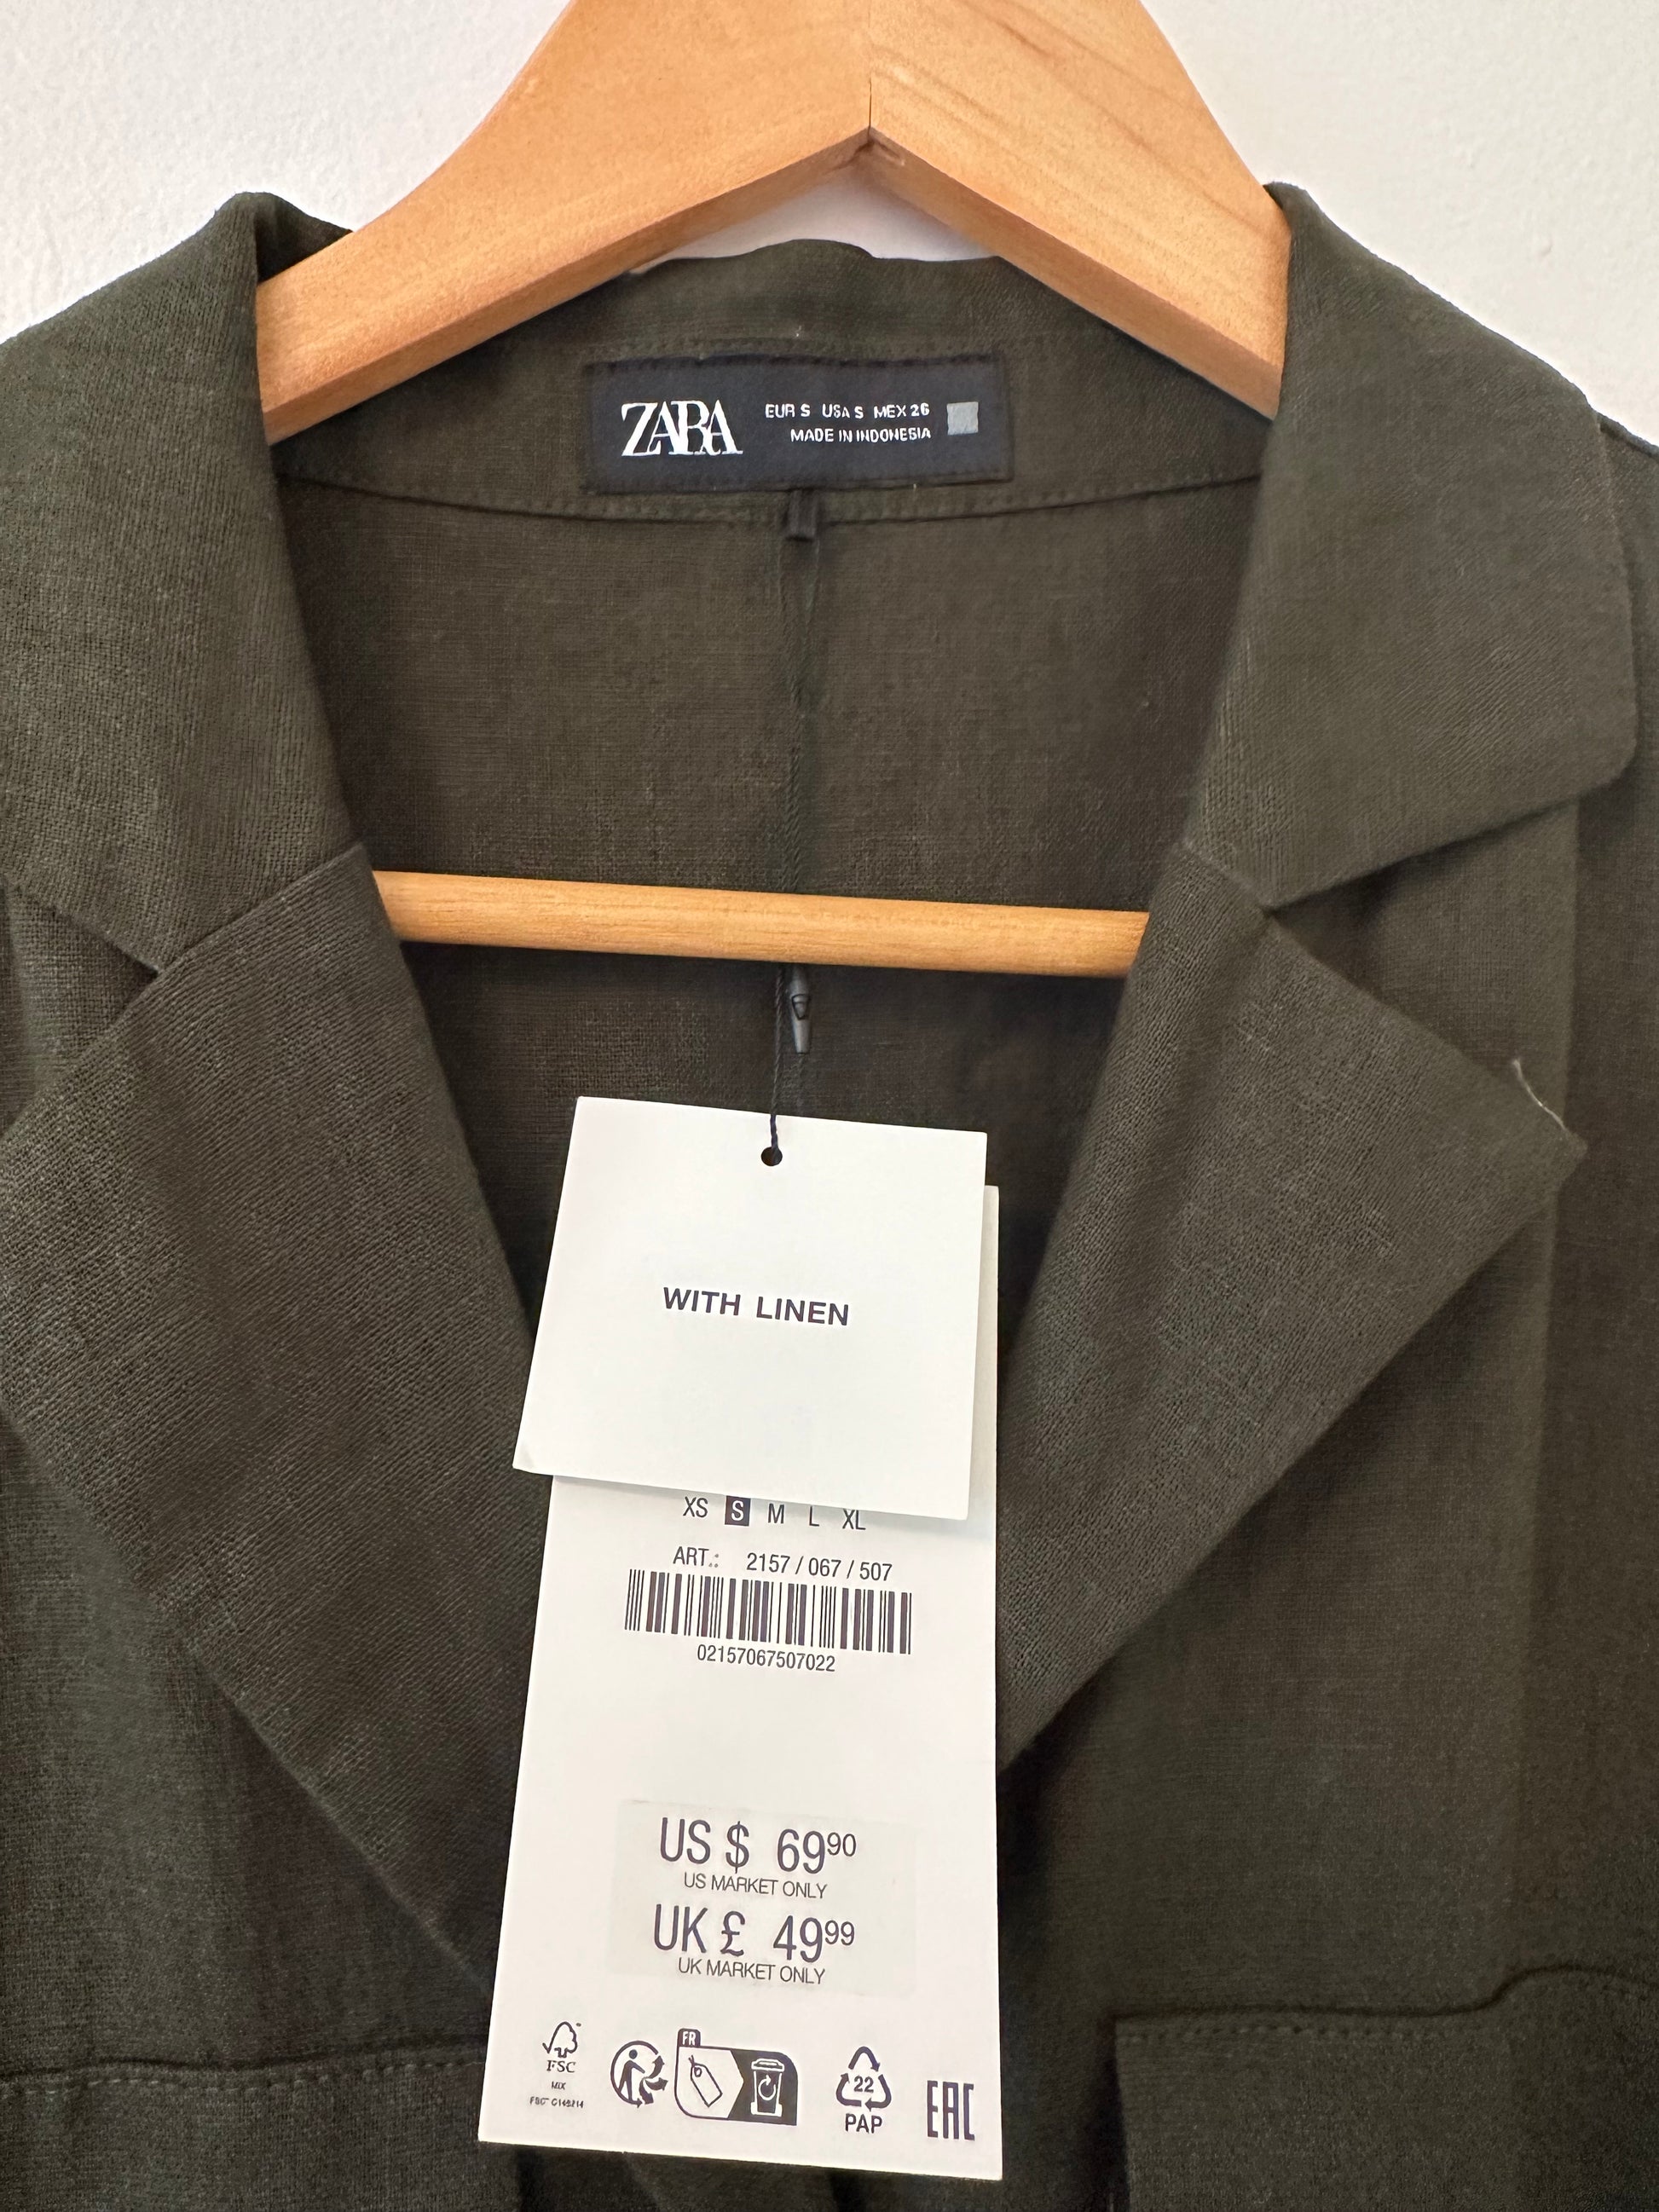 ZARA
EUR S USA S MEX 26
MADE IN INDONESIA
WITH LINEN
XS S M L XL
ART.: 2157 / 067 / 507
02157067507022
US $ 69.90
US MARKET ONLY
UK £ 49.99
UK MARKET ONLY
FSC
MIX
FR
22
PAP
EAC